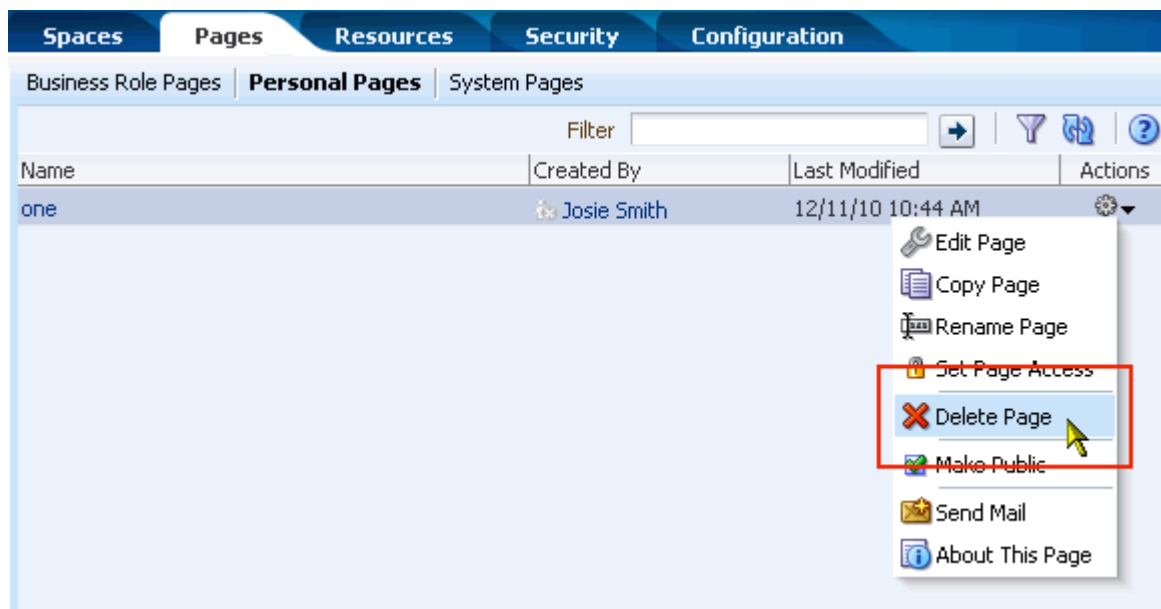 Spaces Pages Resources Security Configuration
Business Role Pages Personal Pages System Pages
Filter
Name Created By Last Modified Actions
one Josie Smith 12/11/10 10:44 AM
Edit Page
Copy Page
Rename Page
Set Page Access
Delete Page
Make Public
Send Mail
About This Page